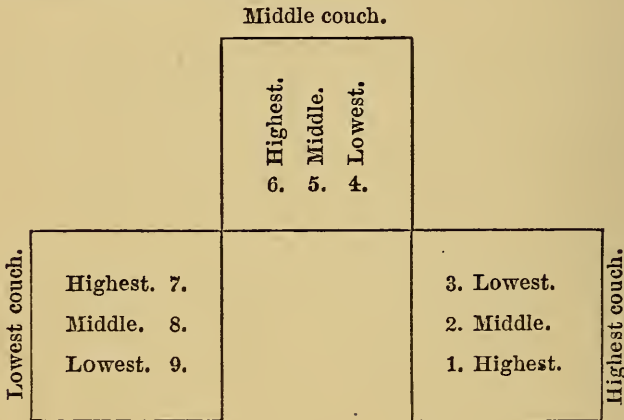 Middle couch.
6. Highest.
5. Middle.
4. Lowest.
Lowest couch.
Highest. 7.
Middle. 8.
Lowest. 9.
3. Lowest.
2. Middle.
1. Highest.
Highest couch.